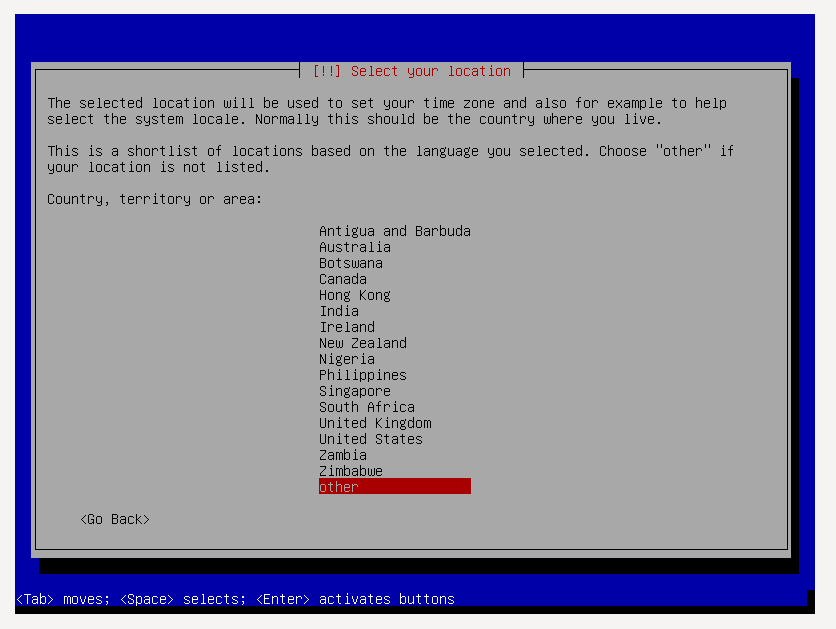 [!!] Select your location
The selected location will be used to set your time zone and also for example to help
select the system locale. Normally this should be the country where you live.
This is a shortlist of locations based on the language you selected. Choose "other" if
your location is not listed.
Country, territory or area:
Antigua and Barbuda
Australia
Botswana
Canada
Hong Kong
India
Ireland
New Zealand
Nigeria
Philippines
Singapore
South Africa
United Kingdom
United States
Zambia
Zimbabwe
other
<Go Back>
<Tab> moves; <Space> selects; <Enter> activates buttons